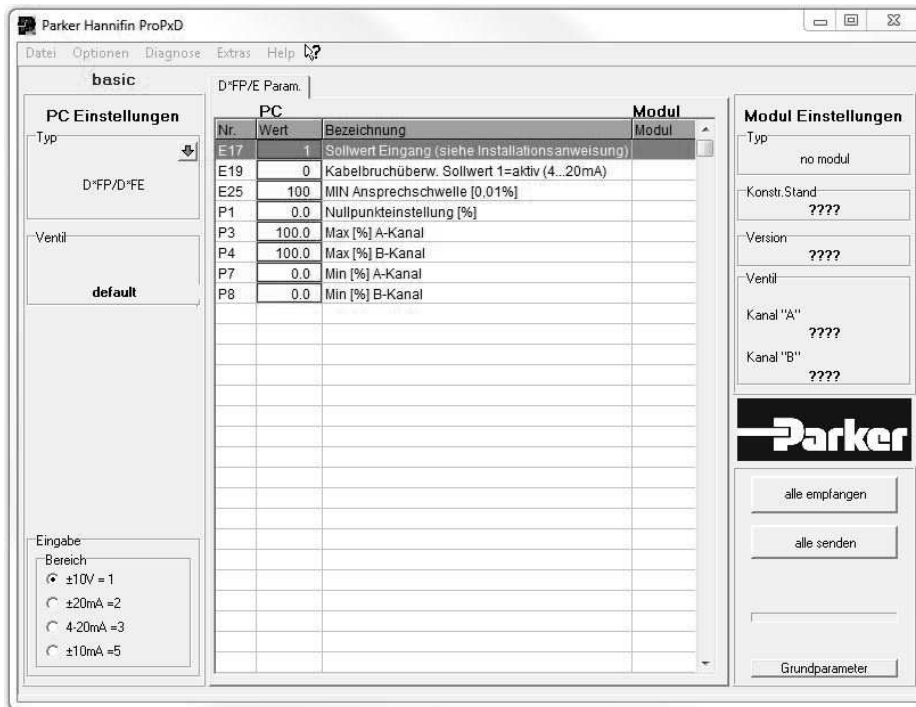 Parker Hannifin ProPxD
Datei Optionen Diagnose Extras Help
basic
PC Einstellungen
Typ
D*FP/D*FE
Ventil
default
Eingabe
Bereich
±10V = 1
±20mA =2
4-20mA =3
±10mA =5
D*FP/E Param.
PC Modul
Nr. Wert Bezeichnung Modul
E17 1 Sollwert Eingang (siehe Installationsanweisung)
E19 0 Kabelbruchüberw. Sollwert 1=aktiv (4...20mA)
E25 100 MIN Ansprechschwelle [0,01%]
P1 0.0 Nullpunkteinstellung [%]
P3 100.0 Max [%] A-Kanal
P4 100.0 Max [%] B-Kanal
P7 0.0 Min [%] A-Kanal
P8 0.0 Min [%] B-Kanal
Modul Einstellungen
Typ
no modul
Konstr.Stand
????
Version
????
Ventil
Kanal "A"
????
Kanal "B"
????
Parker
alle empfangen
alle senden
Grundparameter